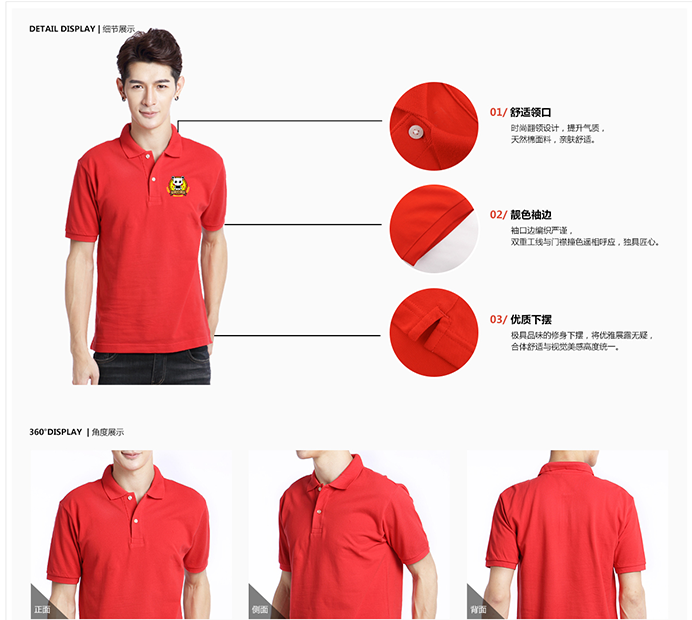 DETAIL DISPLAY | 细节展示
01/ 舒适领口
时尚翻领设计，提升气质，
天然棉面料，亲肤舒适。
02/ 靓色袖边
袖口边编织严谨，
双重工线与门襟撞色遥相呼应，独具匠心。
03/ 优质下摆
极具品味的修身下摆，将优雅展露无疑，
合体舒适与视觉美感高度统一。
360°DISPLAY | 角度展示
正面
侧面
背面